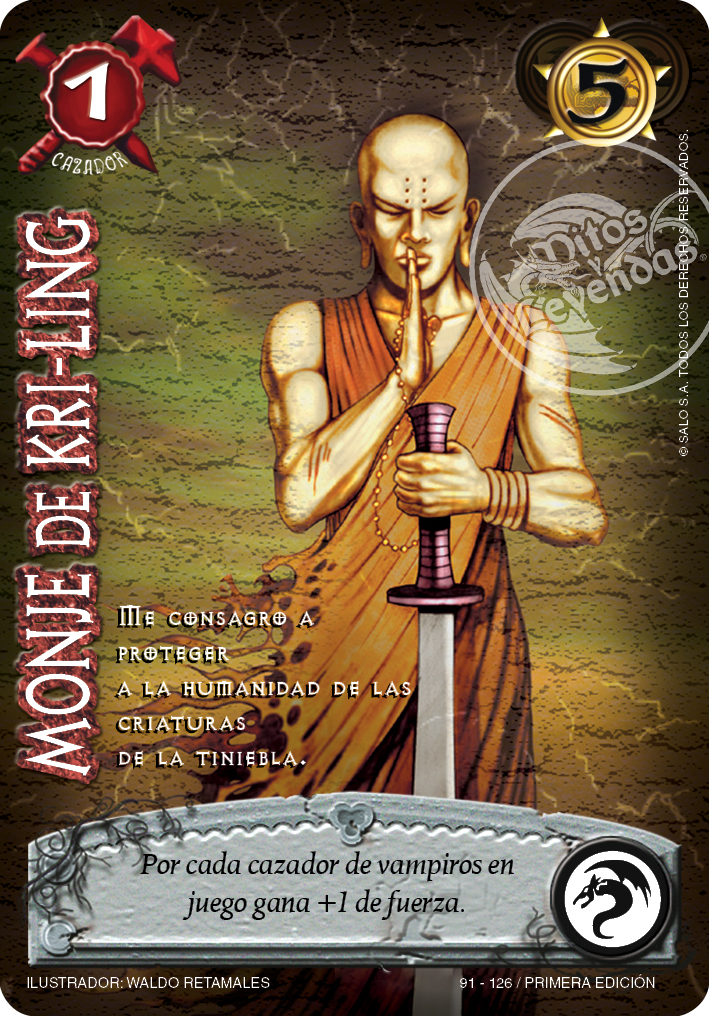 1
CAZADOR
5
Mitos
y
Leyendas
®
© SALO S.A. TODOS LOS DERECHOS RESERVADOS.
MONJE DE KRI-LING
Me consagro a
proteger
a la humanidad de las
criaturas
de la tiniebla.
Por cada cazador de vampiros en
juego gana +1 de fuerza.
ILUSTRADOR: WALDO RETAMALES
91 - 126 / PRIMERA EDICIÓN